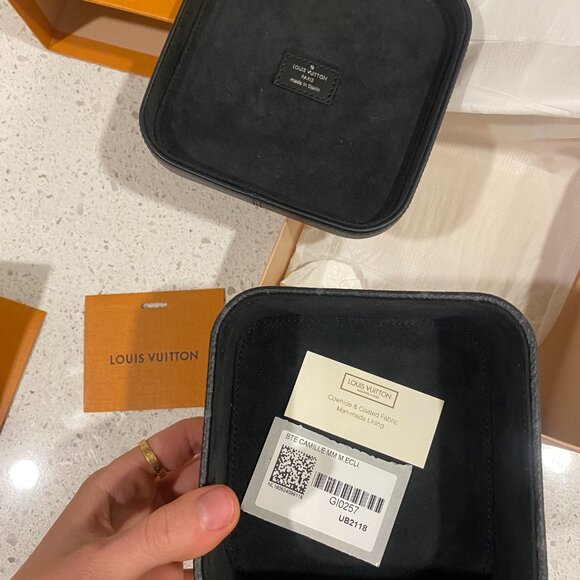 LOUIS VUITTON
PARIS
made in Spain
LOUIS VUITTON
LOUIS VUITTON
Cowhide & Coated Fabric
Man-made Lining
BTE CAMILLE MM M.ECLI.
GI0257
UB2118